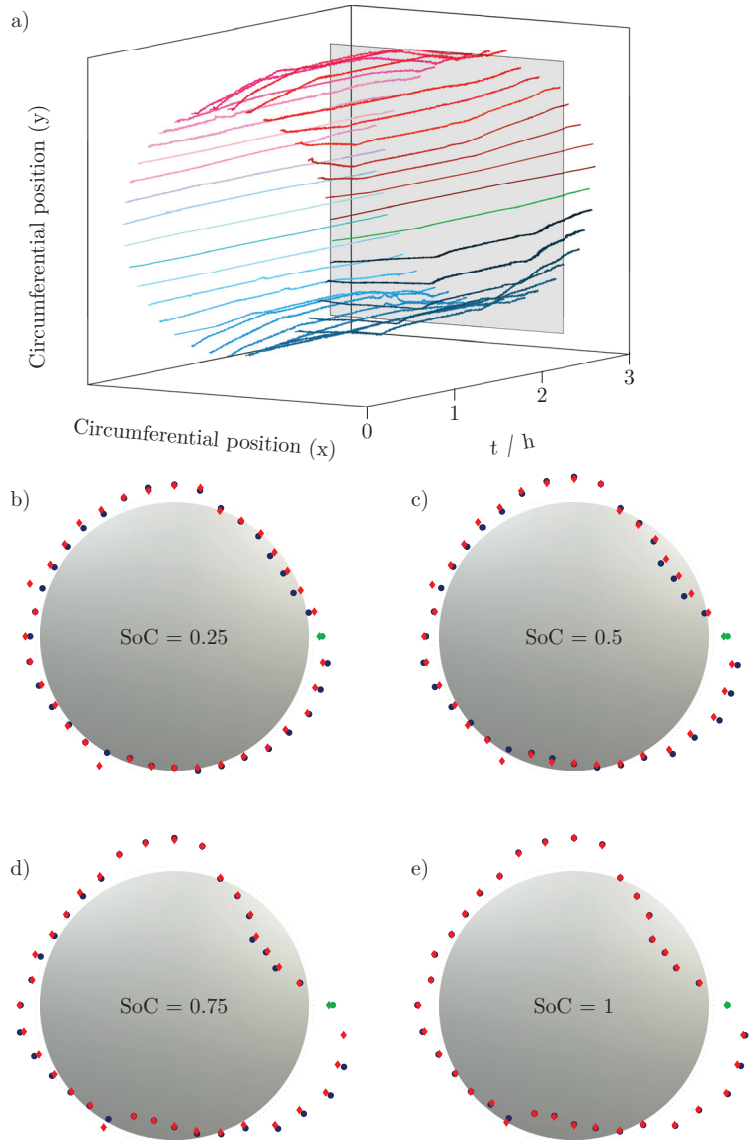 a)
Circumferential position (y)
Circumferential position (x)
0
1
2
3
t / h
b)
SoC = 0.25
c)
SoC = 0.5
d)
SoC = 0.75
e)
SoC = 1